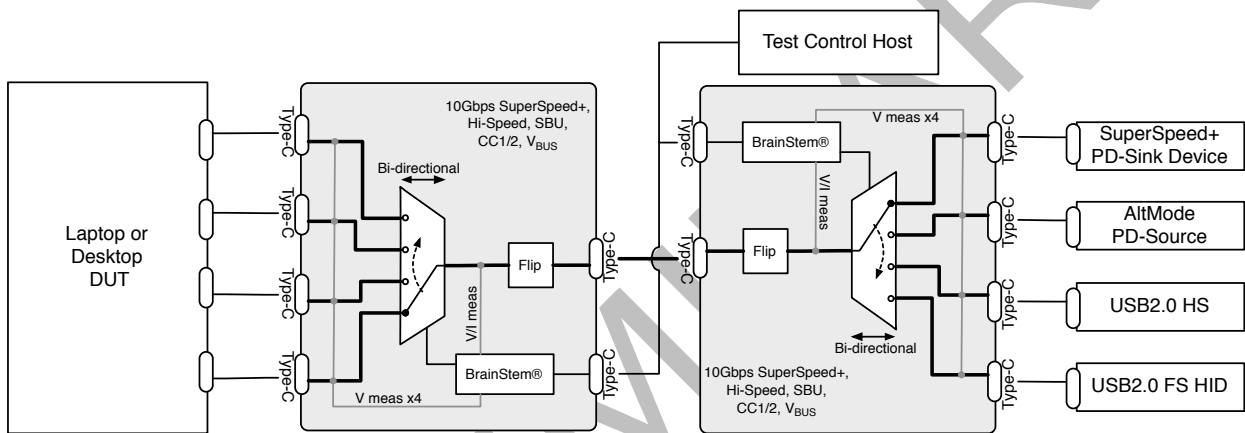 Test Control Host
Laptop or
Desktop
DUT
Type-C
Type-C
Type-C
Type-C
10Gbps SuperSpeed+,
Hi-Speed, SBU,
CC1/2, VBUS
Bi-directional
Flip
V/I meas
BrainStem®
V meas x4
Type-C
Type-C
Type-C
Type-C
V meas x4
BrainStem®
V/I meas
Flip
Bi-directional
10Gbps SuperSpeed+,
Hi-Speed, SBU,
CC1/2, VBUS
Type-C
Type-C
Type-C
Type-C
SuperSpeed+
PD-Sink Device
AltMode
PD-Source
USB2.0 HS
USB2.0 FS HID